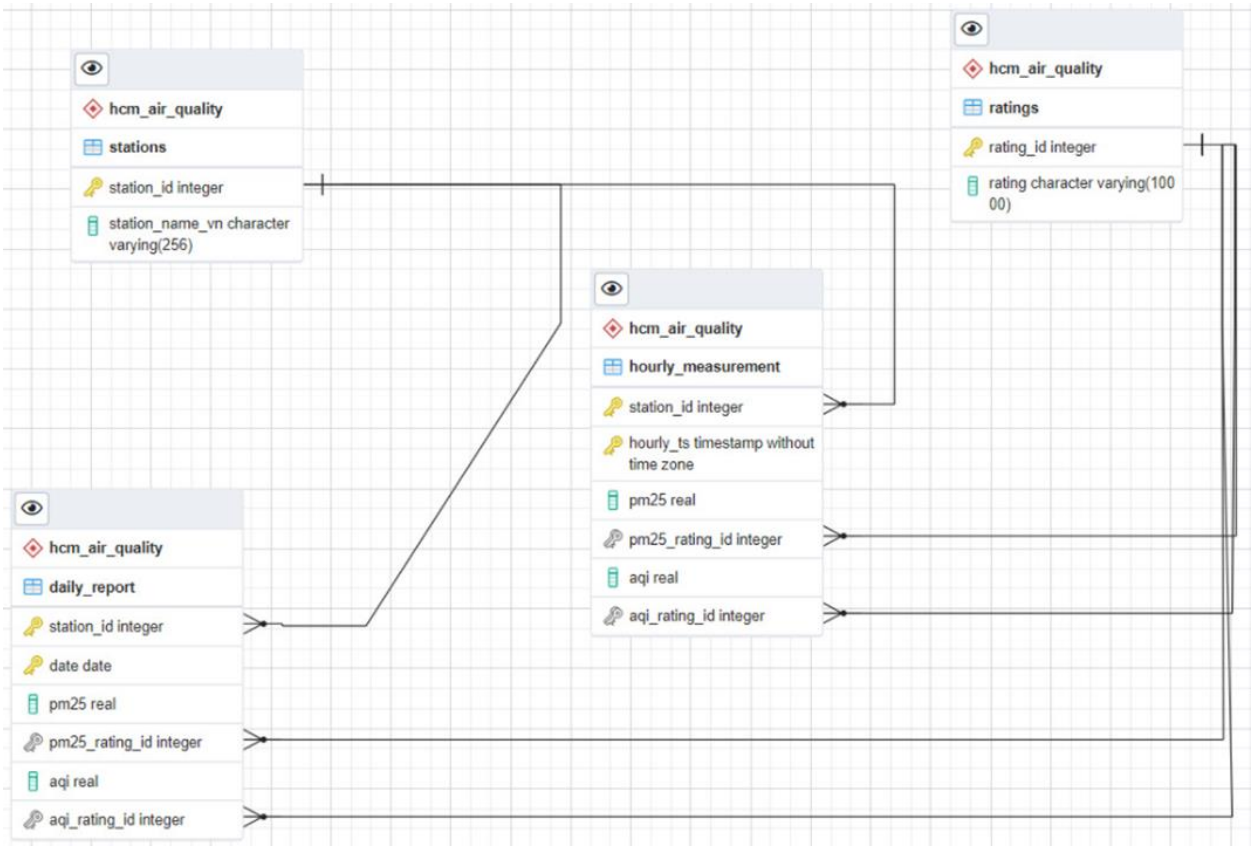 hcm_air_quality
stations
station_id integer
station_name_vn character
varying(256)
hcm_air_quality
ratings
rating_id integer
rating character varying(100
00)
hcm_air_quality
hourly_measurement
station_id integer
hourly_ts timestamp without
time zone
pm25 real
pm25_rating_id integer
aqi real
aqi_rating_id integer
hcm_air_quality
daily_report
station_id integer
date date
pm25 real
pm25_rating_id integer
aqi real
aqi_rating_id integer